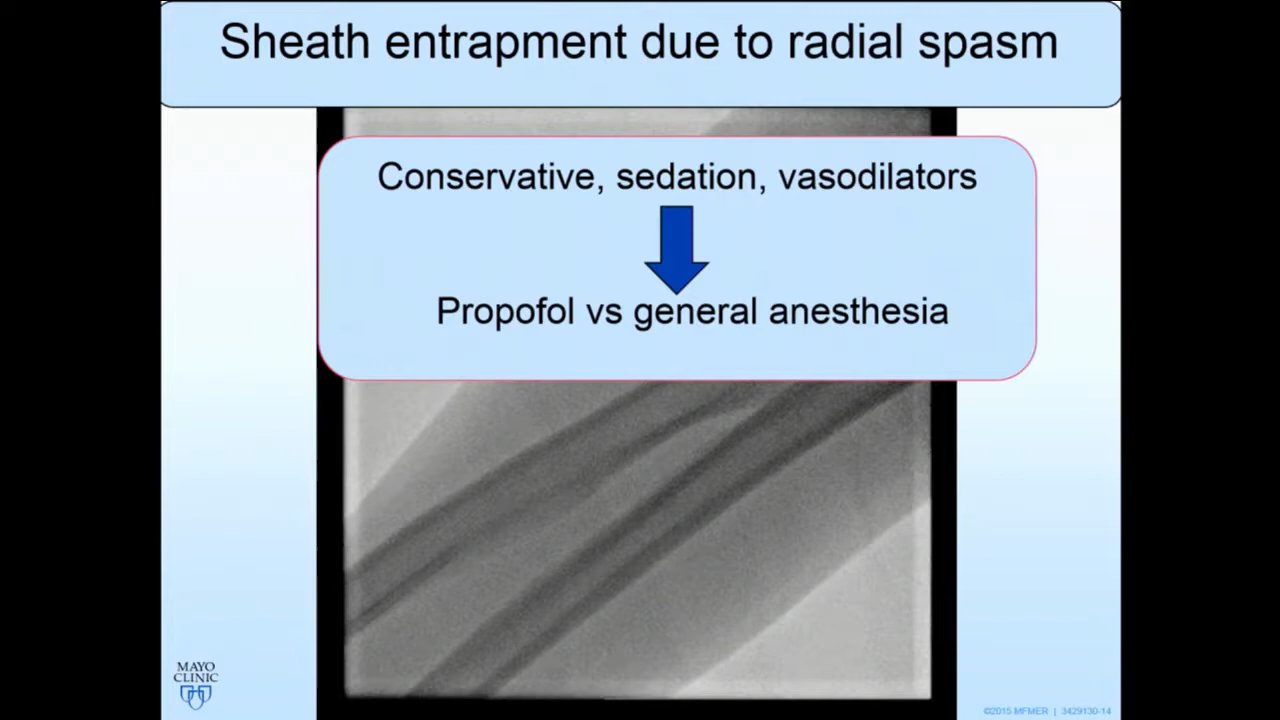 Sheath entrapment due to radial spasm
Conservative, sedation, vasodilators
Propofol vs general anesthesia
MAYO
CLINIC
©2015 MFMER | 3429130-14